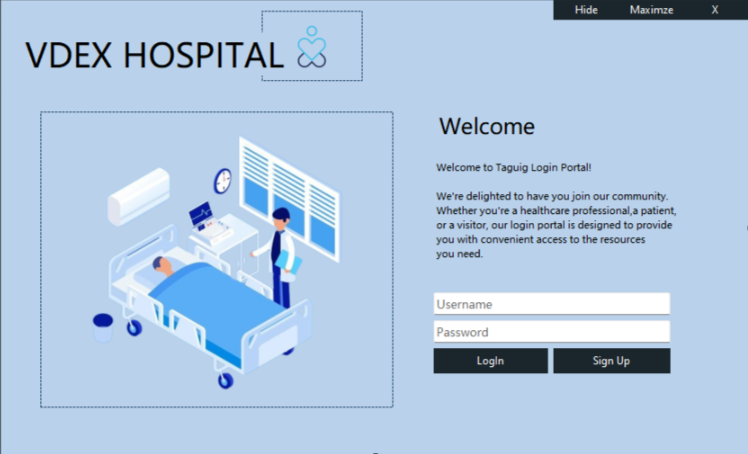 Hide Maximze X
VDEX HOSPITAL
Welcome
Welcome to Taguig Login Portal!
We're delighted to have you join our community.
Whether you're a healthcare professional,a patient,
or a visitor, our login portal is designed to provide
you with convenient access to the resources
you need.
Username
Password
LogIn Sign Up